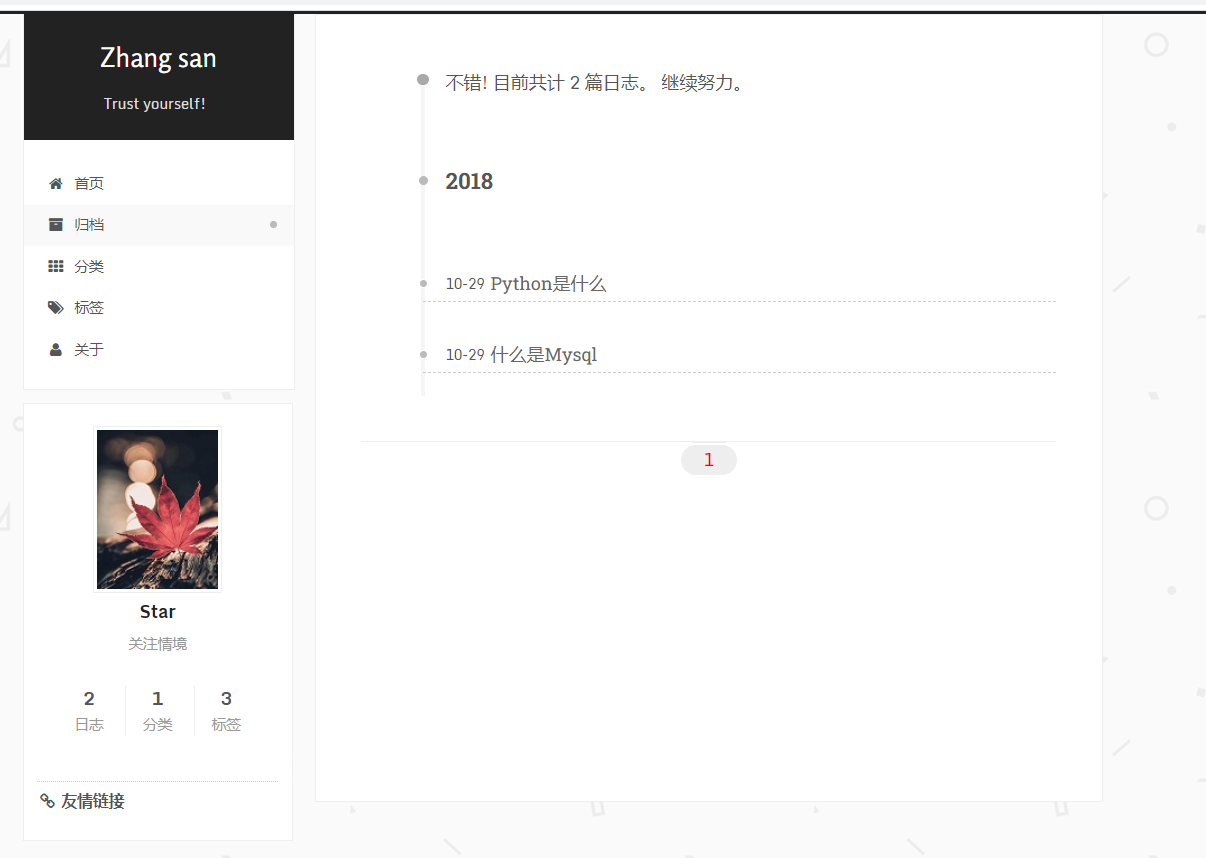 Zhang san
Trust yourself!
首页
归档
分类
标签
关于
Star
关注情境
2 1 3
日志 分类 标签
友情链接
不错! 目前共计 2 篇日志。 继续努力。
2018
10-29 Python是什么
10-29 什么是Mysql
1